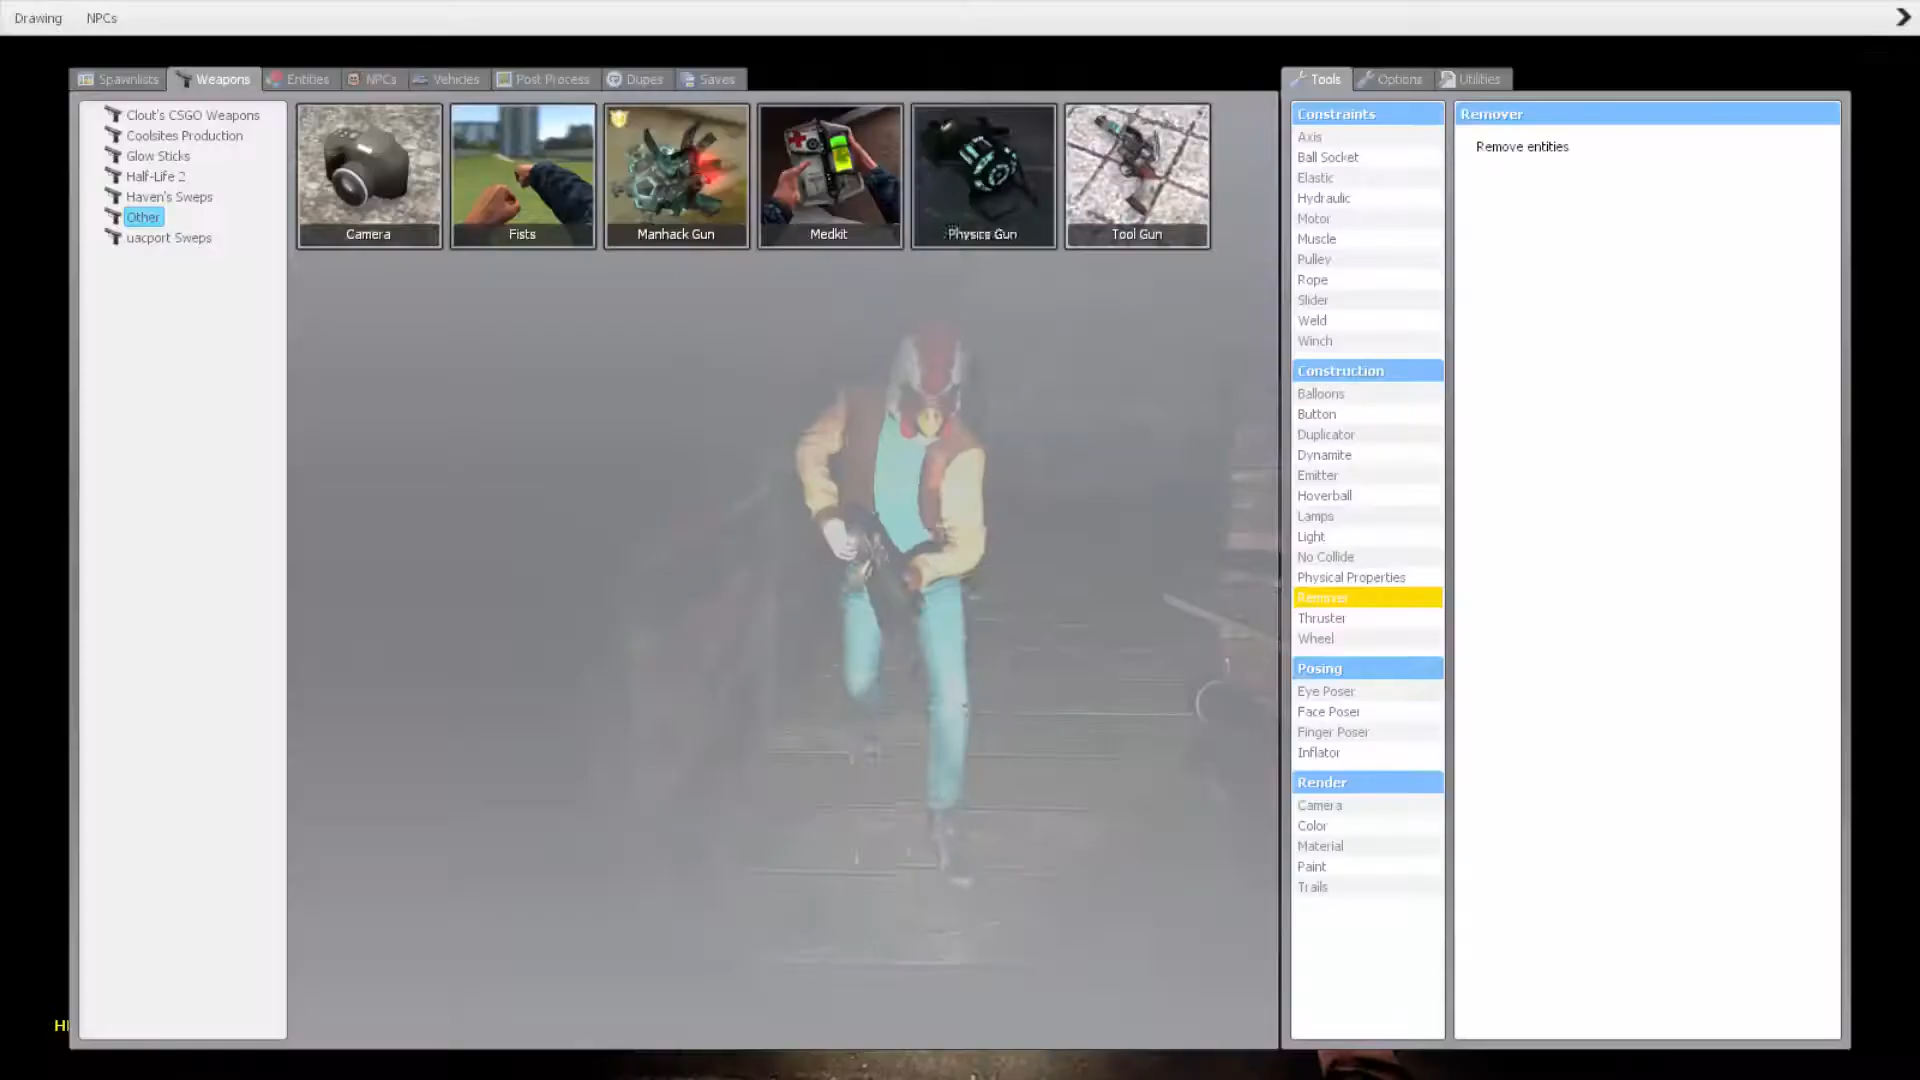 Drawing NPCs
Spawnlists Weapons Entities NPCs Vehicles Post Process Dupes Saves
Clout's CSGO Weapons
Coolsites Production
Glow Sticks
Half-Life 2
Haven's Sweps
Other
uacport Sweps
Camera Fists Manhack Gun Medkit Physics Gun Tool Gun
Tools Options Utilities
Constraints
Axis
Ball Socket
Elastic
Hydraulic
Motor
Muscle
Pulley
Rope
Slider
Weld
Winch
Construction
Balloons
Button
Duplicator
Dynamite
Emitter
Hoverball
Lamps
Light
No Collide
Physical Properties
Remover
Thruster
Wheel
Posing
Eye Poser
Face Poser
Finger Poser
Inflator
Render
Camera
Color
Material
Paint
Trails
Remover
Remove entities